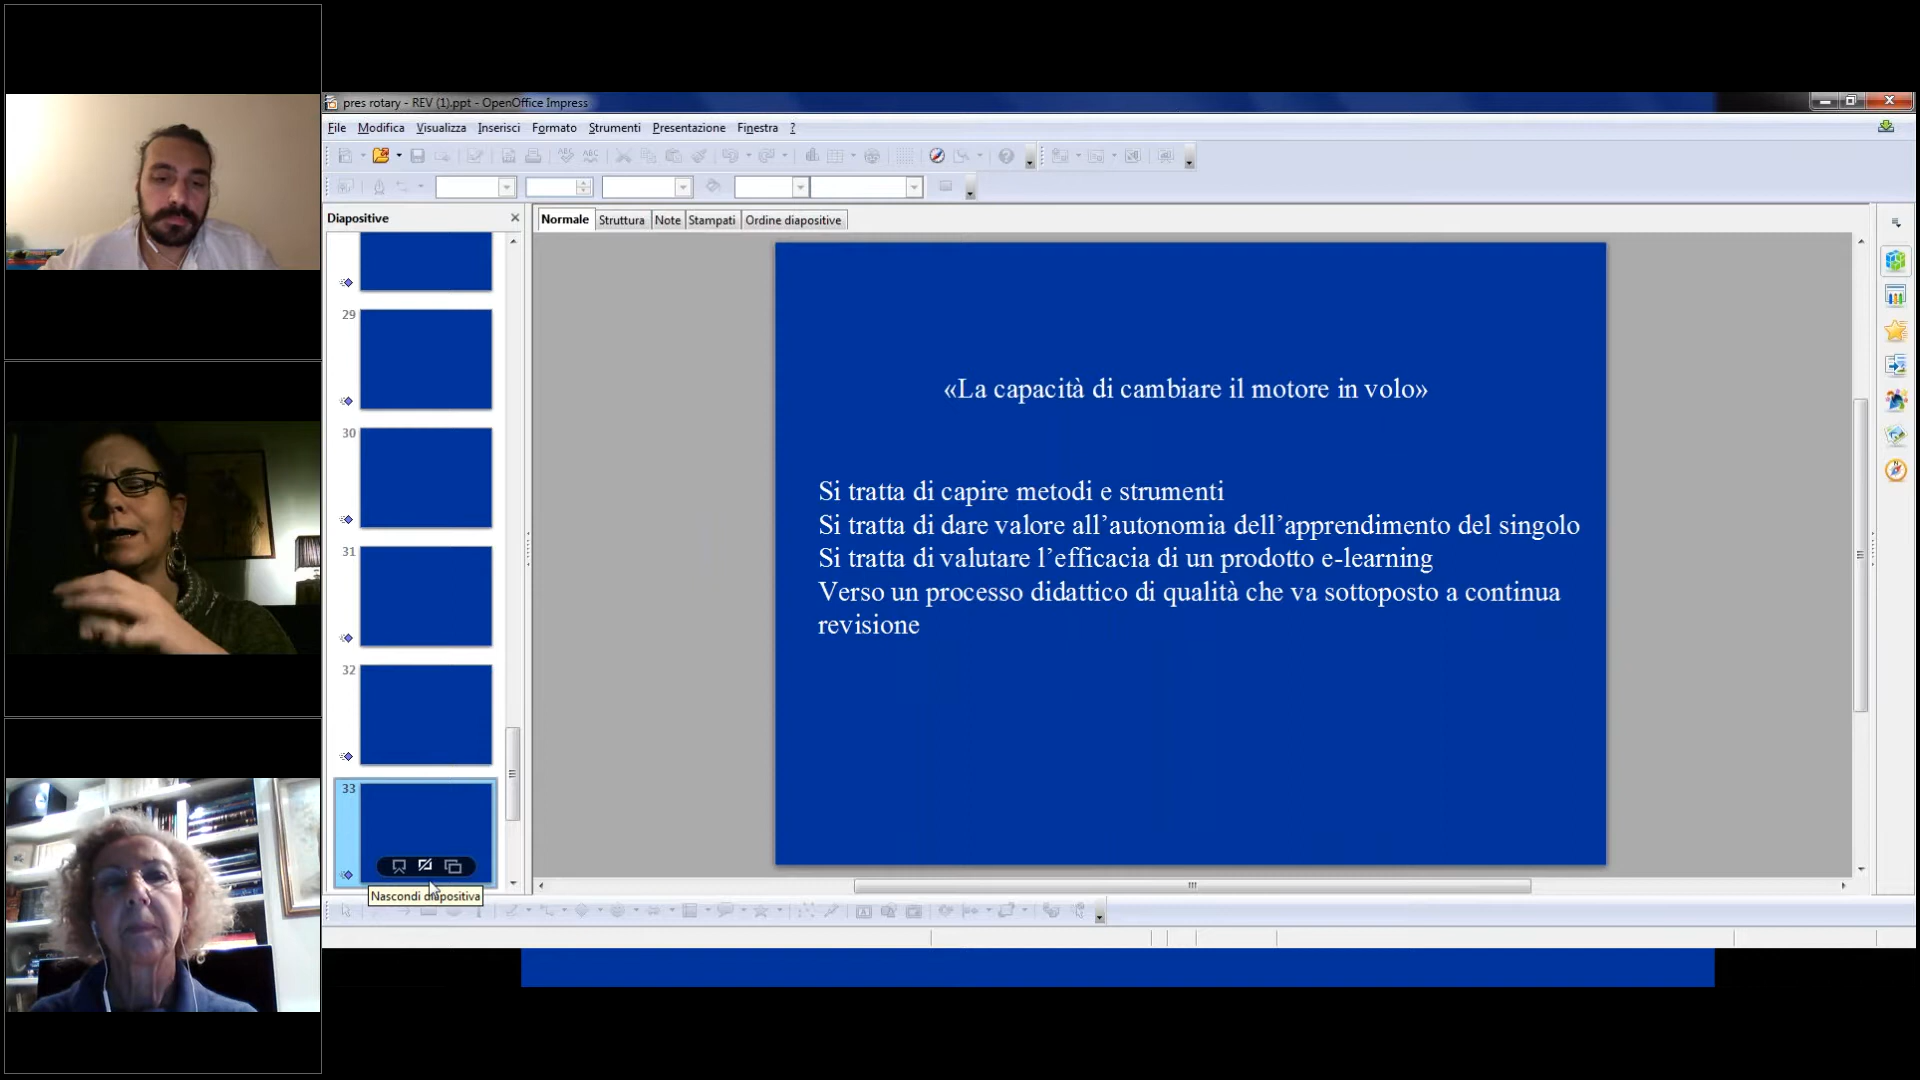 pres rotary - REV (1).ppt - OpenOffice Impress
File Modifica Visualizza Inserisci Formato Strumenti Presentazione Finestra ?
Diapositive
Normale Struttura Note Stampati Ordine diapositive
29
30
31
32
33
Nascondi diapositiva
«La capacità di cambiare il motore in volo»
Si tratta di capire metodi e strumenti
Si tratta di dare valore all’autonomia dell’apprendimento del singolo
Si tratta di valutare l’efficacia di un prodotto e-learning
Verso un processo didattico di qualità che va sottoposto a continua
revisione